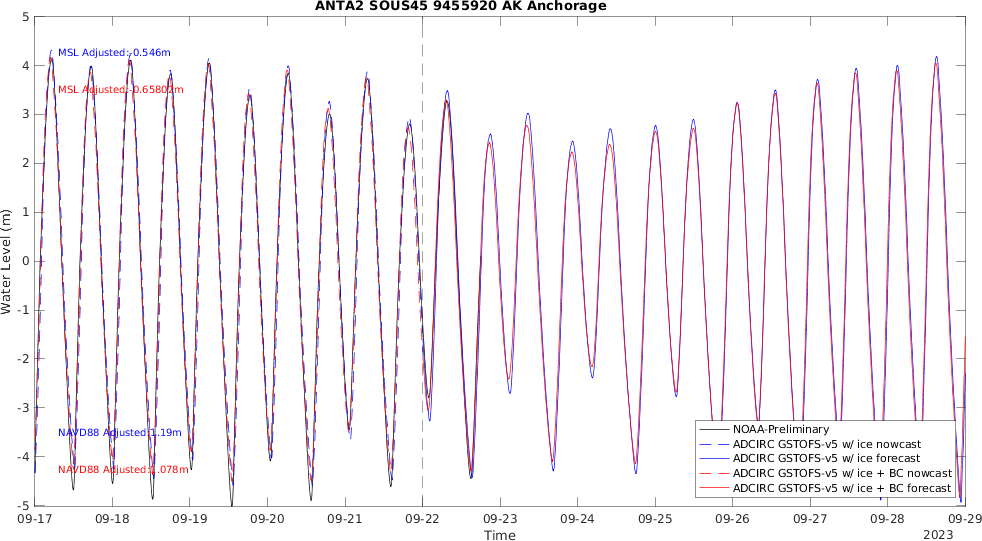 ANTA2 SOUS45 9455920 AK Anchorage
5
4
3
2
1
0
-1
-2
-3
-4
-5
Water Level (m)
MSL Adjusted:-0.546m
MSL Adjusted:-0.65802m
NAVD88 Adjusted:1.19m
NAVD88 Adjusted:1.078m
NOAA-Preliminary
ADCIRC GSTOFS-v5 w/ ice nowcast
ADCIRC GSTOFS-v5 w/ ice forecast
ADCIRC GSTOFS-v5 w/ ice + BC nowcast
ADCIRC GSTOFS-v5 w/ ice + BC forecast
09-17 09-18 09-19 09-20 09-21 09-22 09-23 09-24 09-25 09-26 09-27 09-28 09-29
Time
2023